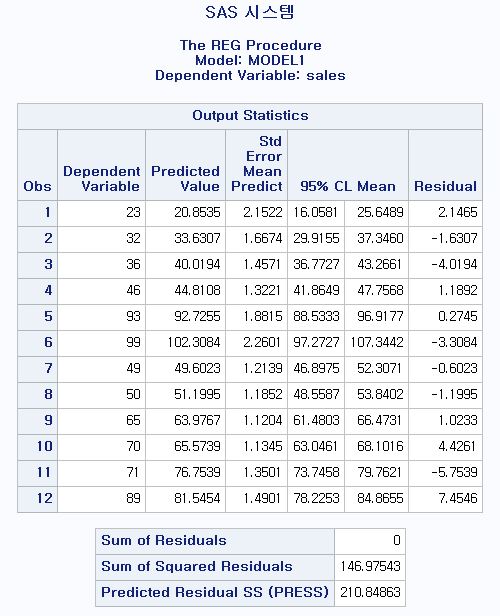 SAS 시스템
The REG Procedure
Model: MODEL1
Dependent Variable: sales
Output Statistics
Obs Dependent Variable Predicted Value Std Error Mean Predict 95% CL Mean Residual
1 23 20.8535 2.1522 16.0581 25.6489 2.1465
2 32 33.6307 1.6674 29.9155 37.3460 -1.6307
3 36 40.0194 1.4571 36.7727 43.2661 -4.0194
4 46 44.8108 1.3221 41.8649 47.7568 1.1892
5 93 92.7255 1.8815 88.5333 96.9177 0.2745
6 99 102.3084 2.2601 97.2727 107.3442 -3.3084
7 49 49.6023 1.2139 46.8975 52.3071 -0.6023
8 50 51.1995 1.1852 48.5587 53.8402 -1.1995
9 65 63.9767 1.1204 61.4803 66.4731 1.0233
10 70 65.5739 1.1345 63.0461 68.1016 4.4261
11 71 76.7539 1.3501 73.7458 79.7621 -5.7539
12 89 81.5454 1.4901 78.2253 84.8655 7.4546
Sum of Residuals 0
Sum of Squared Residuals 146.97543
Predicted Residual SS (PRESS) 210.84863